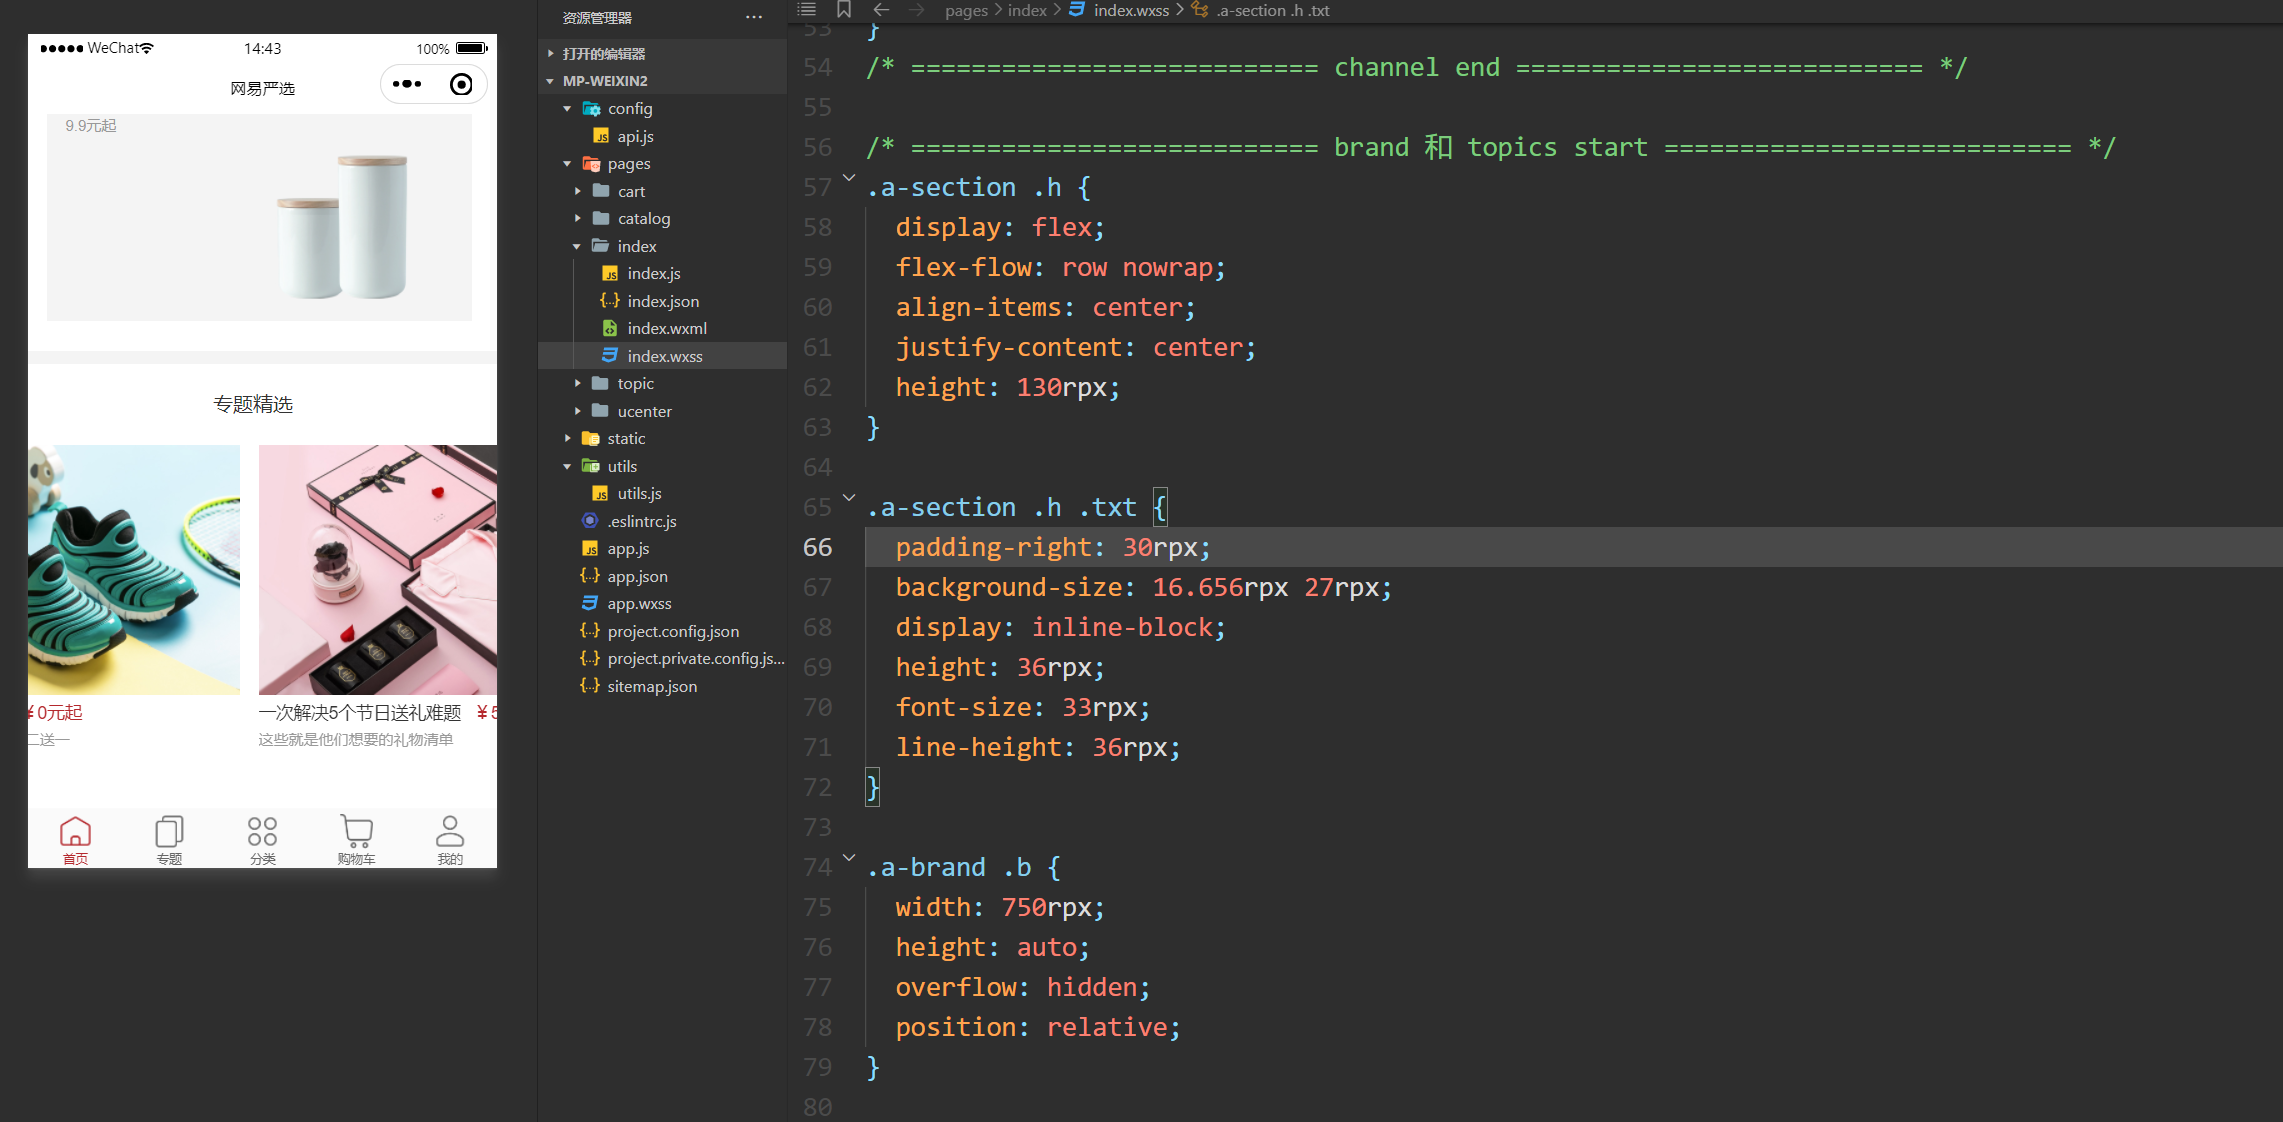 WeChat
14:43
100%
网易严选
9.9元起
专题精选
¥0元起
二送一
一次解决5个节日送礼难题
¥5
这些就是他们想要的礼物清单
首页
专题
分类
购物车
我的
资源管理器
打开的编辑器
MP-WEIXIN2
config
api.js
pages
cart
catalog
index
index.js
index.json
index.wxml
index.wxss
topic
ucenter
static
utils
utils.js
.eslintrc.js
app.js
app.json
app.wxss
project.config.json
project.private.config.js...
sitemap.json
pages > index > index.wxss > .a-section .h .txt
53 }
54 /* =========================== channel end =========================== */
55
56 /* =========================== brand 和 topics start =========================== */
57 .a-section .h {
58 display: flex;
59 flex-flow: row nowrap;
60 align-items: center;
61 justify-content: center;
62 height: 130rpx;
63 }
64
65 .a-section .h .txt {
66 padding-right: 30rpx;
67 background-size: 16.656rpx 27rpx;
68 display: inline-block;
69 height: 36rpx;
70 font-size: 33rpx;
71 line-height: 36rpx;
72 }
73
74 .a-brand .b {
75 width: 750rpx;
76 height: auto;
77 overflow: hidden;
78 position: relative;
79 }
80